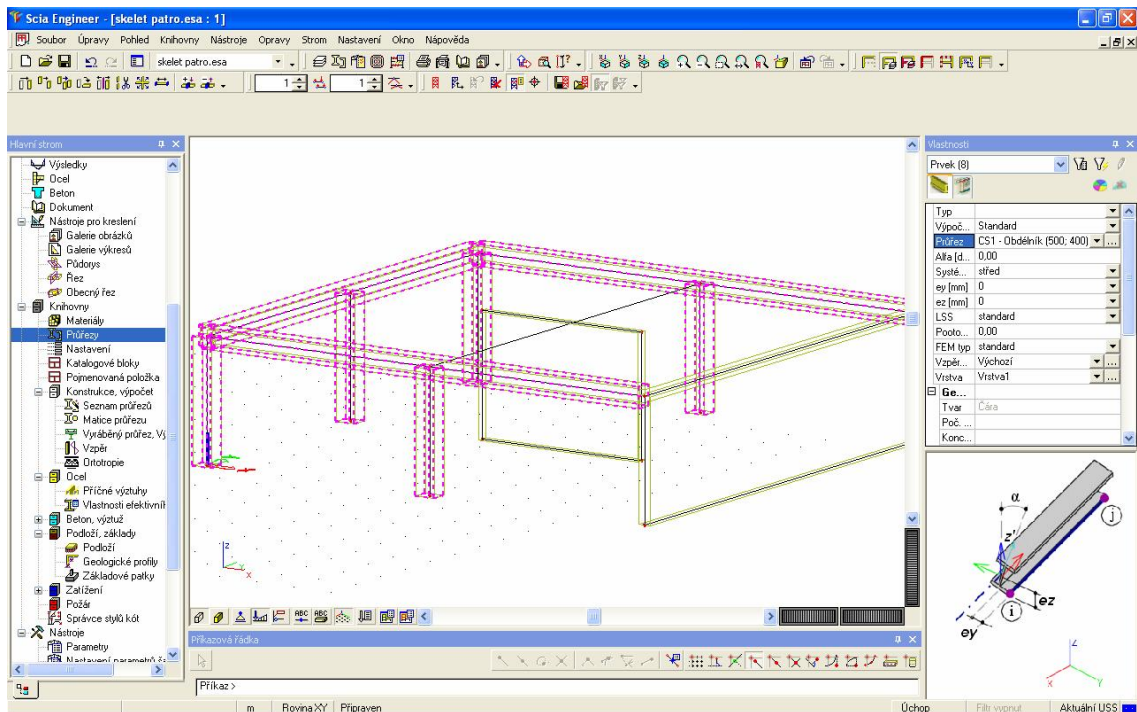 Scia Engineer - [skelet patro.esa : 1]
Soubor Úpravy Pohled Knihovny Nástroje Opravy Strom Nastavení Okno Nápověda
skelet patro.esa
1 1
Hlavní strom
Výsledky
Ocel
Beton
Dokument
Nástroje pro kreslení
Galerie obrázků
Galerie výkresů
Půdorys
Řez
Obecný řez
Knihovny
Materiály
Průřezy
Nastavení
Katalogové bloky
Pojmenovaná položka
Konstrukce, výpočet
Seznam průřezů
Matice průřezu
Vyráběný průřez, Vý
Vzpěr
Ortotropie
Ocel
Příčné výztuhy
Vlastnosti efektivníh
Beton, výztuž
Podloží, základy
Podloží
Geologické profily
Základové patky
Zatížení
Požár
Správce stylů kót
Nástroje
Parametry
z
x
ABC ABC
Příkazová řádka
Příkaz >
Vlastnosti
Prvek (8)
Typ
Výpoč... Standard
Průřez CS1 - Obdélník (500; 400) ...
Alfa [d... 0,00
Systé... střed
ey [mm] 0
ez [mm] 0
LSS standard
Pooto... 0,00
FEM typ standard
Vzpěr... Výchozí ...
Vrstva Vrstva1 ...
Ge...
Tvar Čára
Poč. ...
Konc...
α
z'
j
i
ez
ey
Z
X Y
m Rovina XY Připraven Úchop Filtr vypnut Aktuální USS